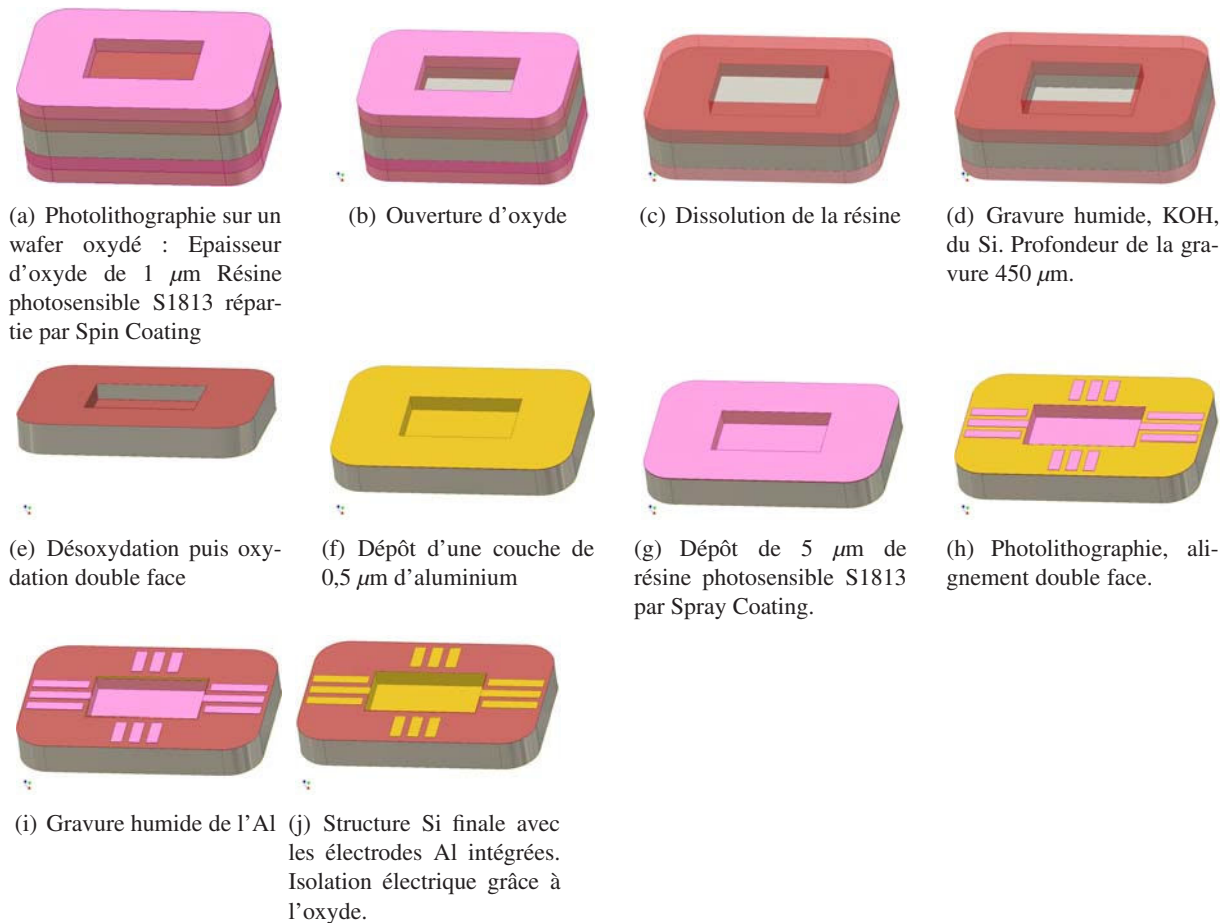 (a) Photolithographie sur un
wafer oxydé : Epaisseur
d'oxyde de 1 μm Résine
photosensible S1813 répar-
tie par Spin Coating
(b) Ouverture d'oxyde
(c) Dissolution de la résine
(d) Gravure humide, KOH,
du Si. Profondeur de la gra-
vure 450 μm.
(e) Désoxydation puis oxy-
dation double face
(f) Dépôt d'une couche de
0,5 μm d'aluminium
(g) Dépôt de 5 μm de
résine photosensible S1813
par Spray Coating.
(h) Photolithographie, ali-
gnement double face.
(i) Gravure humide de l'Al
(j) Structure Si finale avec
les électrodes Al intégrées.
Isolation électrique grâce à
l'oxyde.